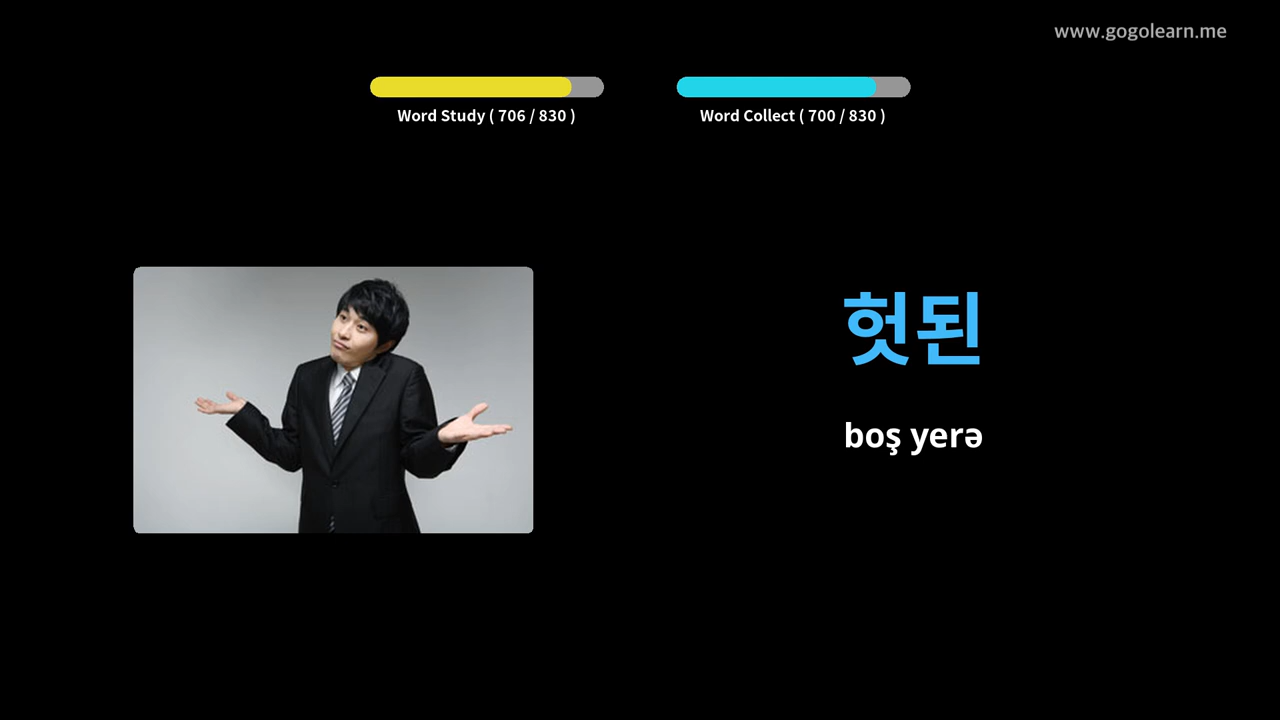 www.gogolearn.me
Word Study ( 706 / 830 )
Word Collect ( 700 / 830 )
헛된
boş yerə